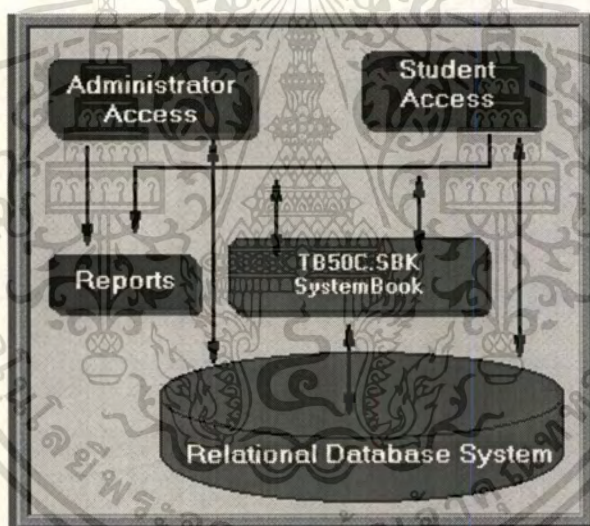 Administrator
Access
Student
Access
Reports
TB50C.SBK
SystemBook
Relational Database System